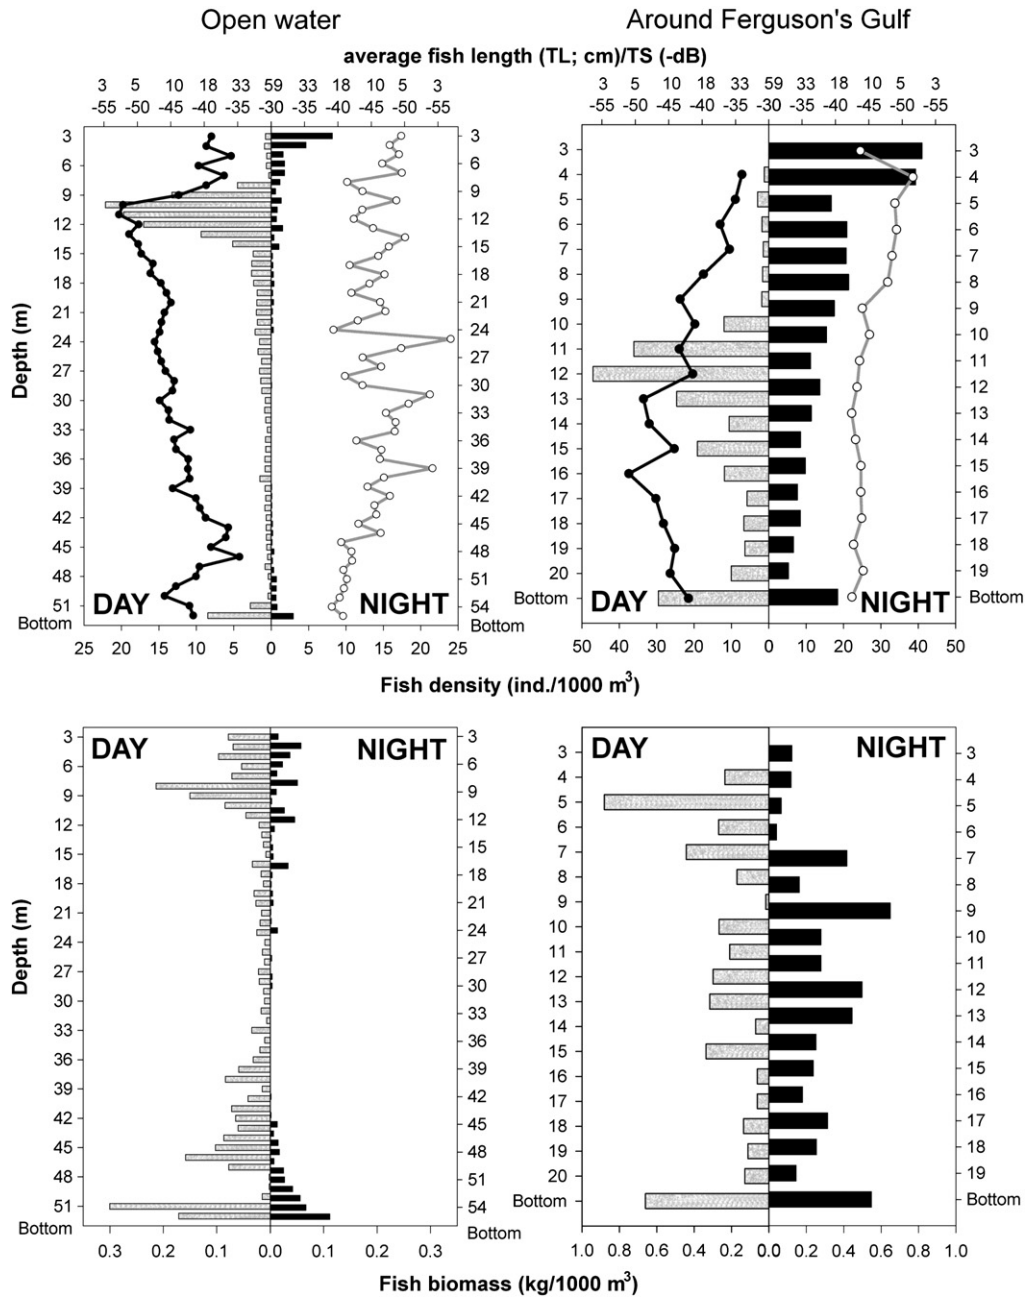 Open water Around Ferguson's Gulf
average fish length (TL; cm)/TS (-dB)
3 5 10 18 33 59 18 10 5 3
-55 -50 -45 -40 -35 -30 -40 -45 -50 -55
3 5 10 18 33 59 33 18 10 5 3
-55 -50 -45 -40 -35 -30 -35 -40 -45 -50 -55
Depth (m)
3 6 9 12 15 18 21 24 27 30 33 36 39 42 45 48 51 Bottom
3 6 9 12 15 18 21 24 27 30 33 36 39 42 45 48 51 54 Bottom
DAY NIGHT
25 20 15 10 5 0 5 10 15 20 25
3 4 5 6 7 8 9 10 11 12 13 14 15 16 17 18 19 20 Bottom
3 4 5 6 7 8 9 10 11 12 13 14 15 16 17 18 19 Bottom
DAY NIGHT
50 40 30 20 10 0 10 20 30 40 50
Fish density (ind./1000 m³)
DAY NIGHT
Depth (m)
3 6 9 12 15 18 21 24 27 30 33 36 39 42 45 48 51 Bottom
3 6 9 12 15 18 21 24 27 30 33 36 39 42 45 48 51 54 Bottom
0.3 0.2 0.1 0.0 0.1 0.2 0.3
DAY NIGHT
3 4 5 6 7 8 9 10 11 12 13 14 15 16 17 18 19 20 Bottom
3 4 5 6 7 8 9 10 11 12 13 14 15 16 17 18 19 Bottom
1.0 0.8 0.6 0.4 0.2 0.0 0.2 0.4 0.6 0.8 1.0
Fish biomass (kg/1000 m³)